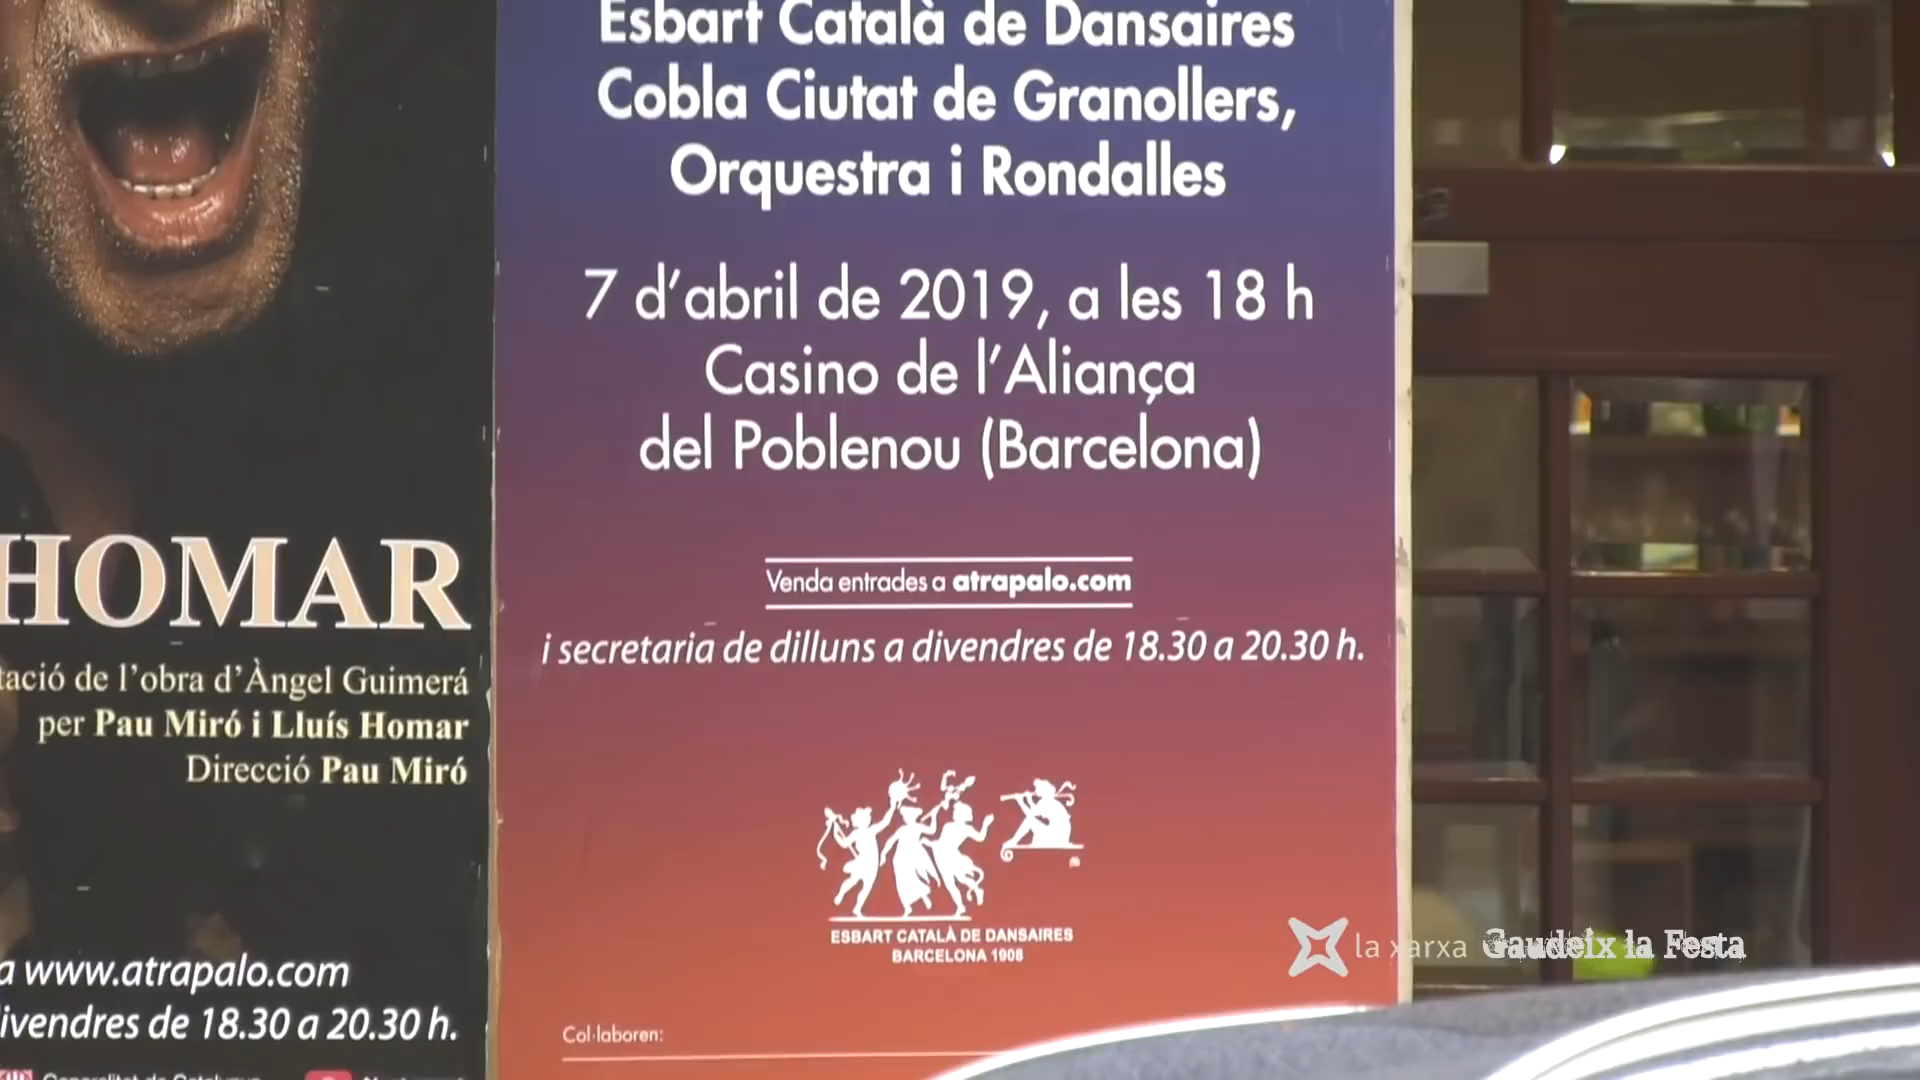 Esbart Català de Dansaires
Cobla Ciutat de Granollers,
Orquestra i Rondalles
7 d'abril de 2019, a les 18 h
Casino de l'Aliança
del Poblenou (Barcelona)
Venda entrades a atrapalo.com
i secretaria de dilluns a divendres de 18.30 a 20.30 h.
ESBART CATALÀ DE DANSAIRES
BARCELONA 1908
Col·laboren:
HOMAR
tació de l'obra d'Àngel Guimerá
per Pau Miró i Lluís Homar
Direcció Pau Miró
a www.atrapalo.com
ivendres de 18.30 a 20.30 h.
Generalitat de Catalunya
la xarxa Gaudeix la Festa